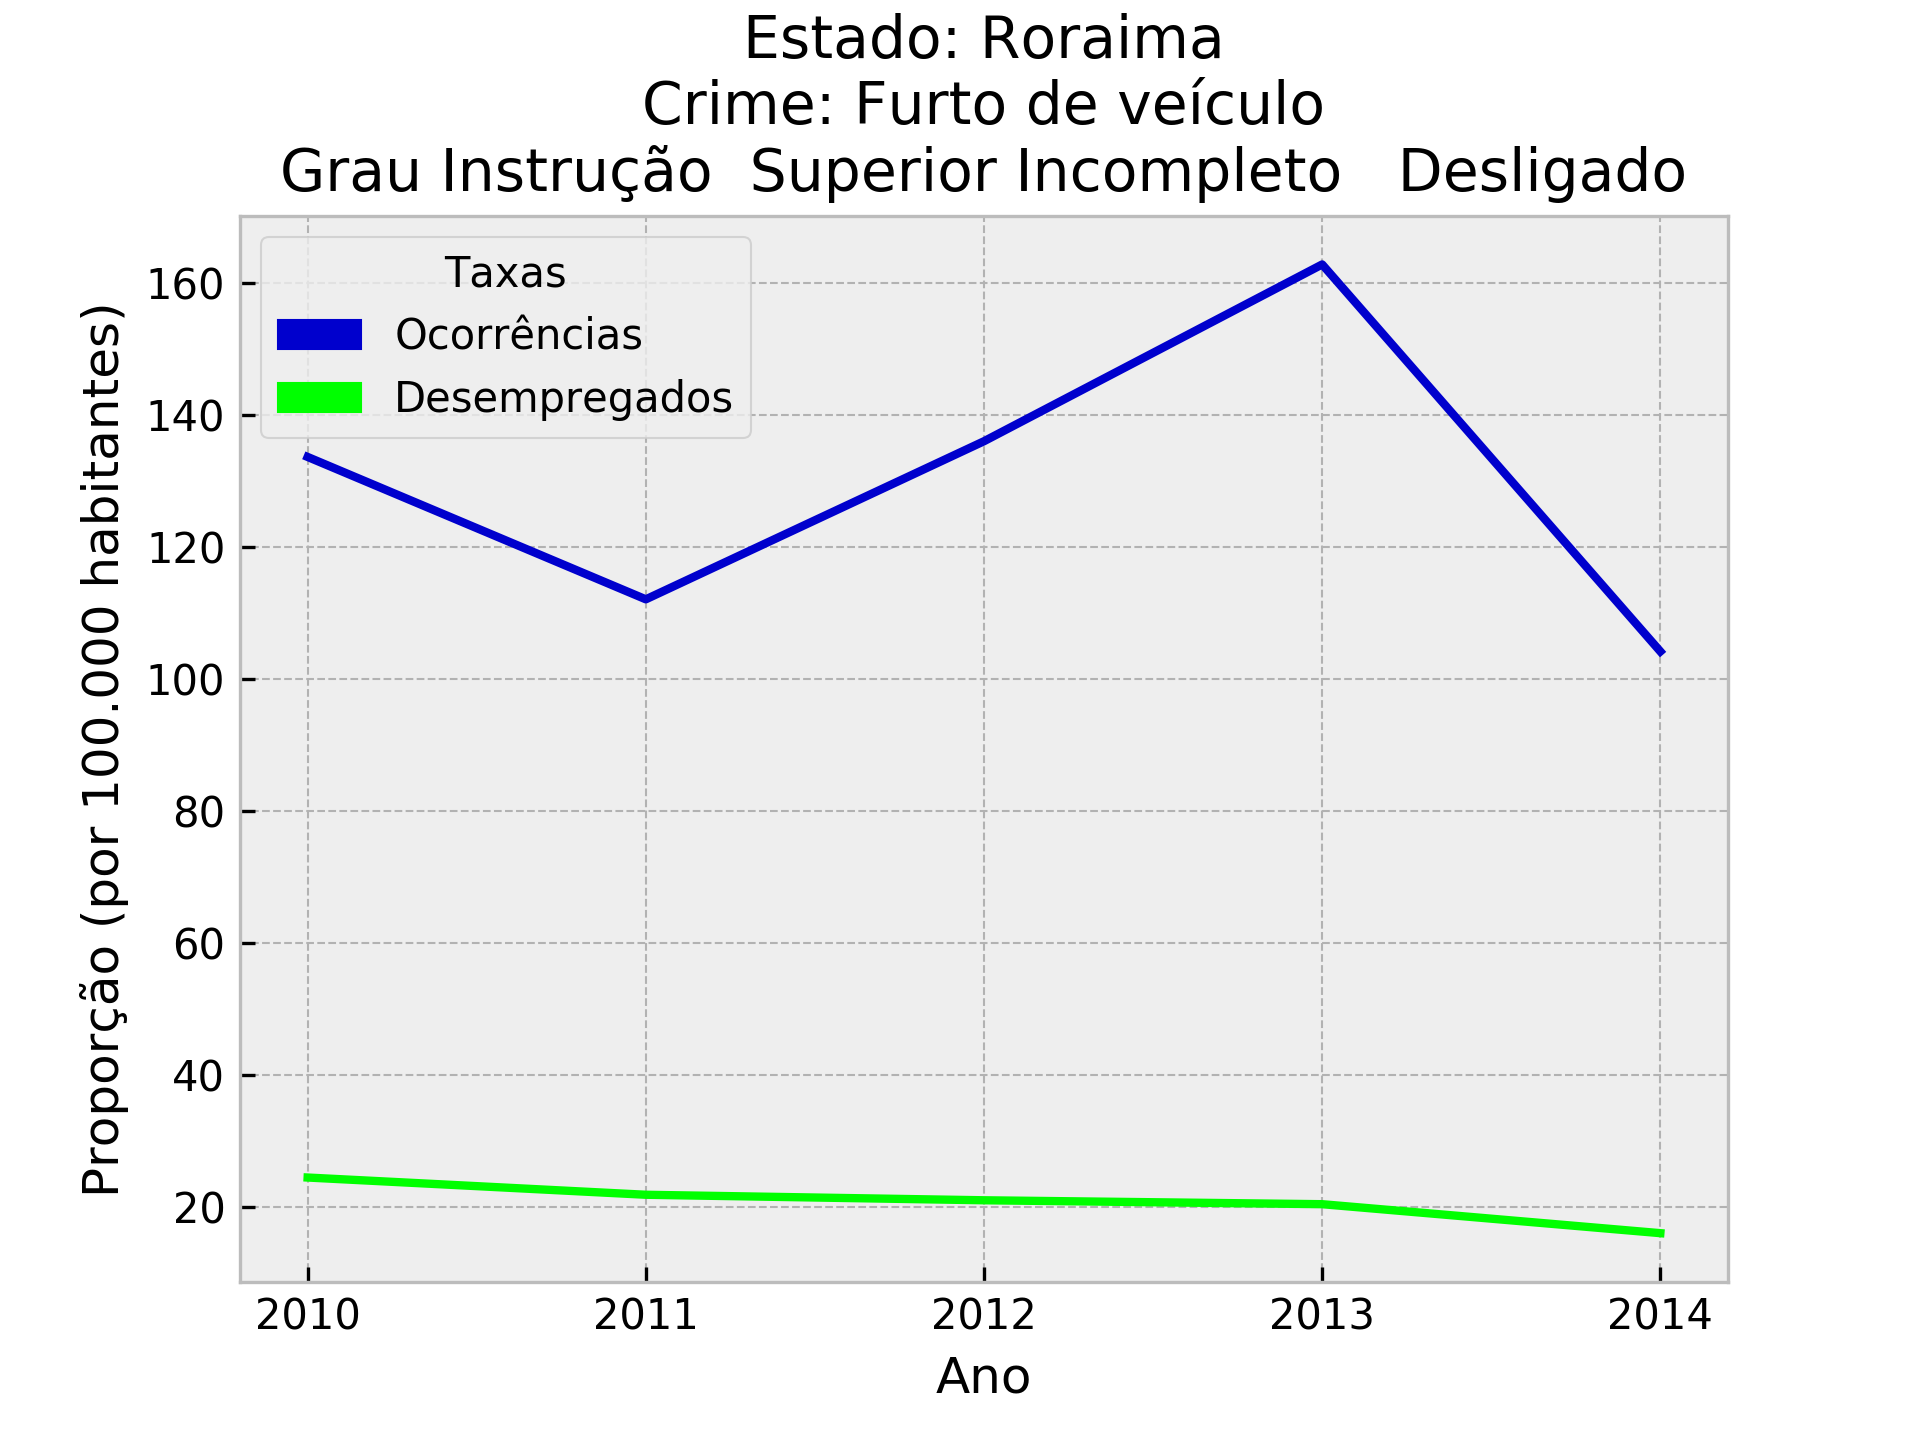 Estado: Roraima
Crime: Furto de veículo
Grau Instrução  Superior Incompleto   Desligado
Taxas
Ocorrências
Desempregados
Proporção (por 100.000 habitantes)
160
140
120
100
80
60
40
20
2010 2011 2012 2013 2014
Ano